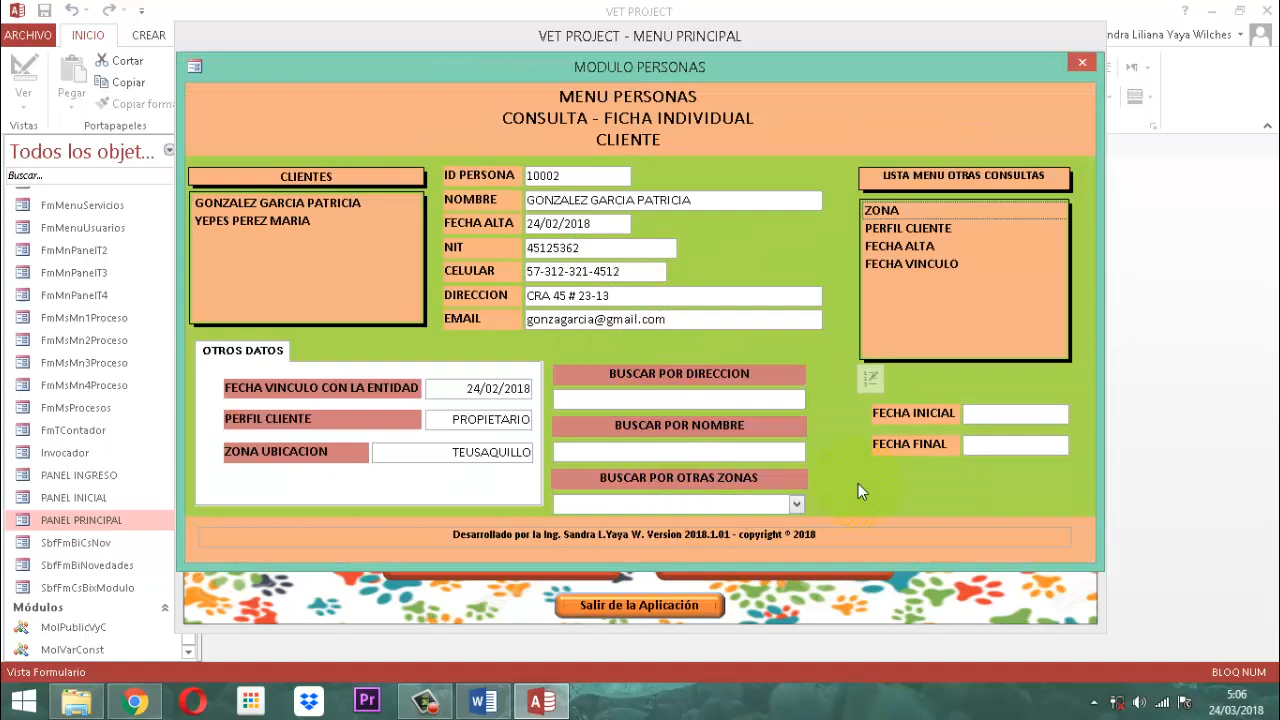 VET PROJECT
ARCHIVO
INICIO
CREAR
ndra Liliana Yaya Wilches
Ver
Pegar
Cortar
Copiar
Copiar forma
Vistas
Portapapeles
Todos los objet...
Buscar...
FmMenuServicios
FmMenuUsuarios
FmMnPanelT2
FmMnPanelT3
FmMnPanelT4
FmMsMn1Proceso
FmMsMn2Proceso
FmMsMn3Proceso
FmMsMn4Proceso
FmMsProcesos
FmTContador
Invocador
PANEL INGRESO
PANEL INICIAL
PANEL PRINCIPAL
SbfFmBiCsNov
SbfFmBiNovedades
SbfFmCsBixModulo
Módulos
MolPublicVyC
MolVarConst
VET PROJECT - MENU PRINCIPAL
MODULO PERSONAS
MENU PERSONAS
CONSULTA - FICHA INDIVIDUAL
CLIENTE
CLIENTES
GONZALEZ GARCIA PATRICIA
YEPES PEREZ MARIA
ID PERSONA 10002
NOMBRE GONZALEZ GARCIA PATRICIA
FECHA ALTA 24/02/2018
NIT 45125362
CELULAR 57-312-321-4512
DIRECCION CRA 45 # 23-13
EMAIL gonzagarcia@gmail.com
LISTA MENU OTRAS CONSULTAS
ZONA
PERFIL CLIENTE
FECHA ALTA
FECHA VINCULO
OTROS DATOS
FECHA VINCULO CON LA ENTIDAD 24/02/2018
PERFIL CLIENTE PROPIETARIO
ZONA UBICACION TEUSAQUILLO
BUSCAR POR DIRECCION
BUSCAR POR NOMBRE
BUSCAR POR OTRAS ZONAS
FECHA INICIAL
FECHA FINAL
Desarrollado por la Ing. Sandra L.Yaya W. Version 2018.1.01 - copyright © 2018
Salir de la Aplicación
Vista Formulario
BLOQ NUM
5:06
24/03/2018